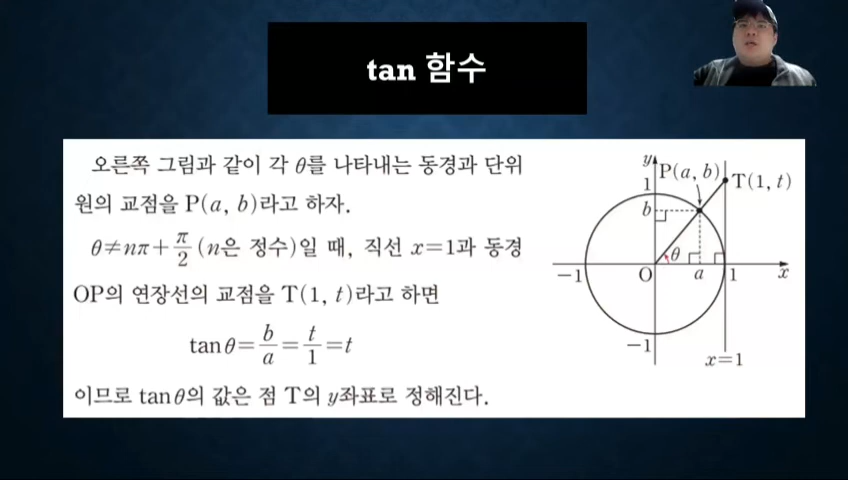 tan 함수
오른쪽 그림과 같이 각 θ를 나타내는 동경과 단위
원의 교점을 P(a, b)라고 하자.
θ≠nπ+π/2 (n은 정수)일 때, 직선 x=1과 동경
OP의 연장선의 교점을 T(1, t)라고 하면
tanθ=b/a=t/1=t
이므로 tanθ의 값은 점 T의 y좌표로 정해진다.
y
P(a, b)
1
T(1, t)
b
θ
−1
O
a
1
x
−1
x=1